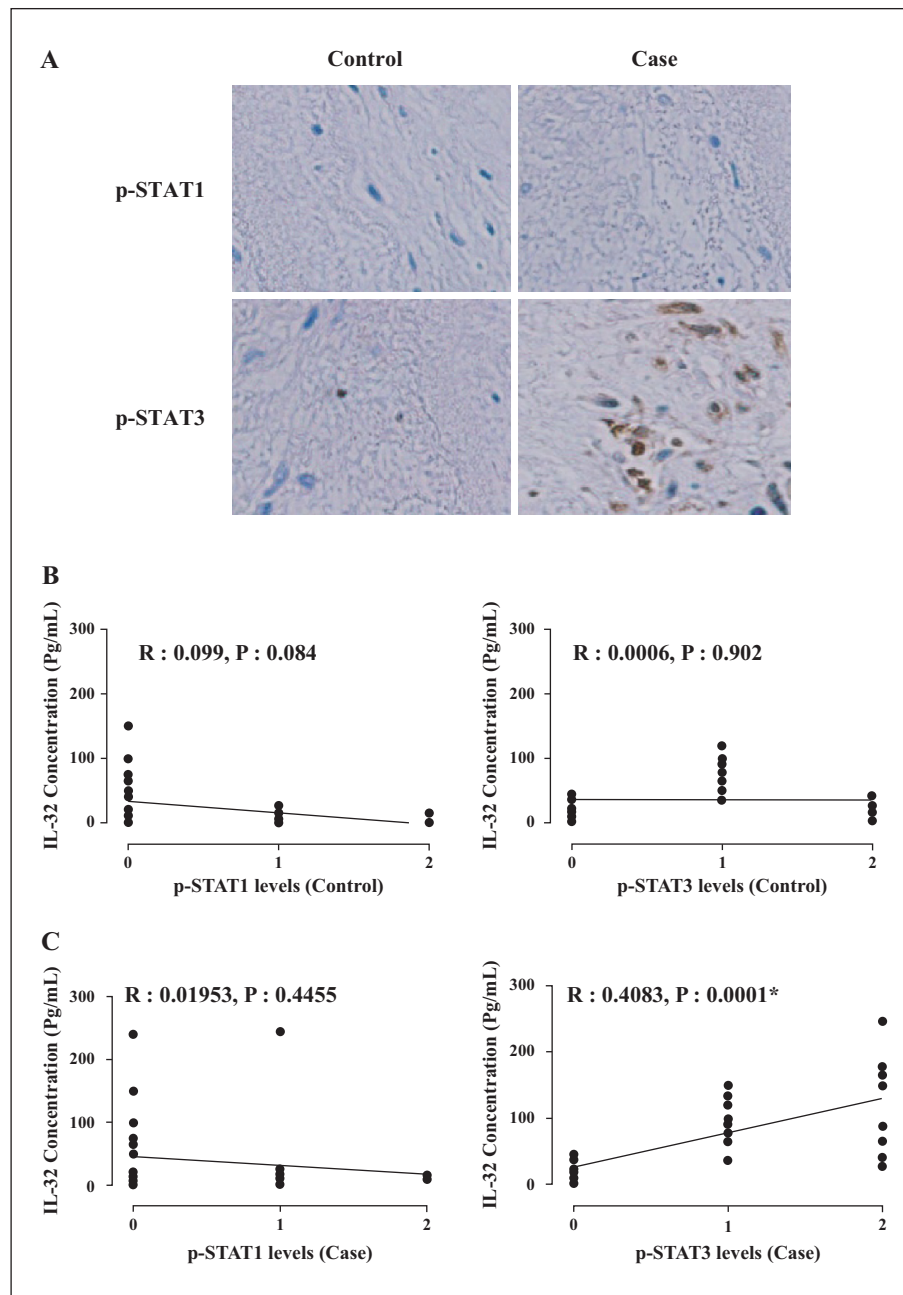 A
Control Case
p-STAT1
p-STAT3
B
IL-32 Concentration (Pg/mL)
300
200
100
0
R : 0.099, P : 0.084
0 1 2
p-STAT1 levels (Control)
IL-32 Concentration (Pg/mL)
300
200
100
0
R : 0.0006, P : 0.902
0 1 2
p-STAT3 levels (Control)
C
IL-32 Concentration (Pg/mL)
300
200
100
0
R : 0.01953, P : 0.4455
0 1 2
p-STAT1 levels (Case)
IL-32 Concentration (Pg/mL)
300
200
100
0
R : 0.4083, P : 0.0001*
0 1 2
p-STAT3 levels (Case)